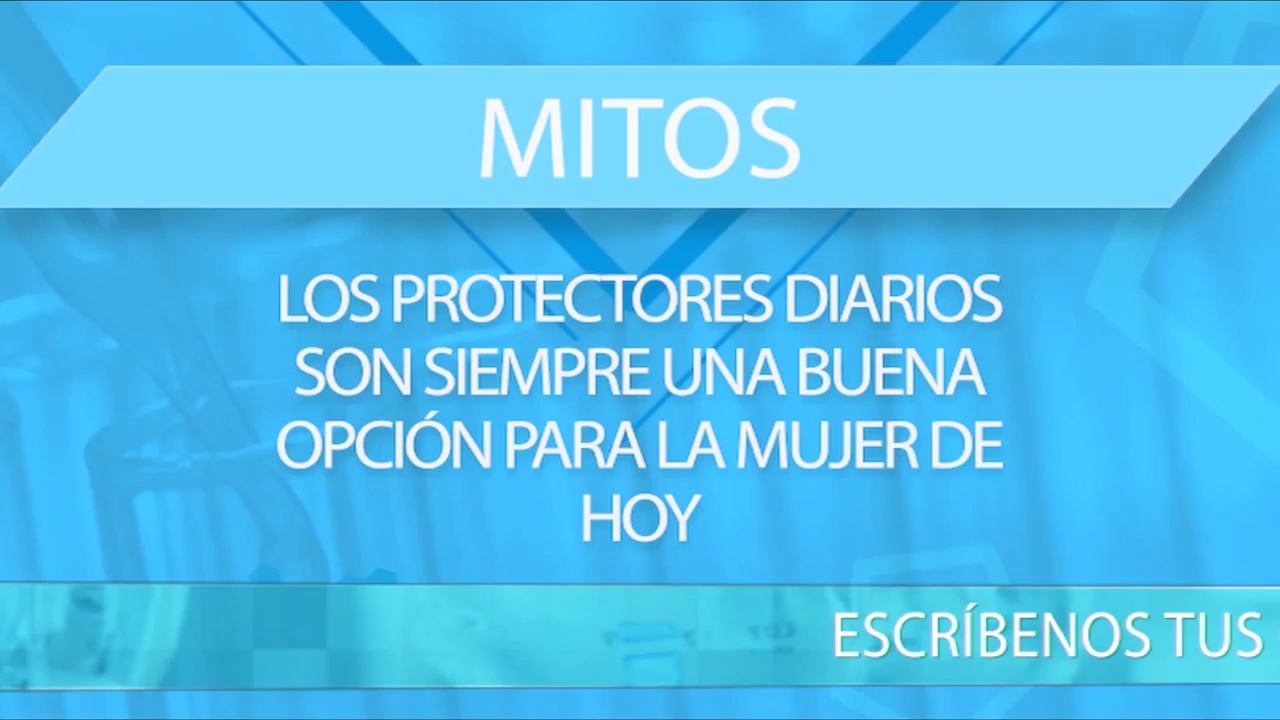 MITOS
LOS PROTECTORES DIARIOS
SON SIEMPRE UNA BUENA
OPCIÓN PARA LA MUJER DE
HOY
ESCRÍBENOS TUS